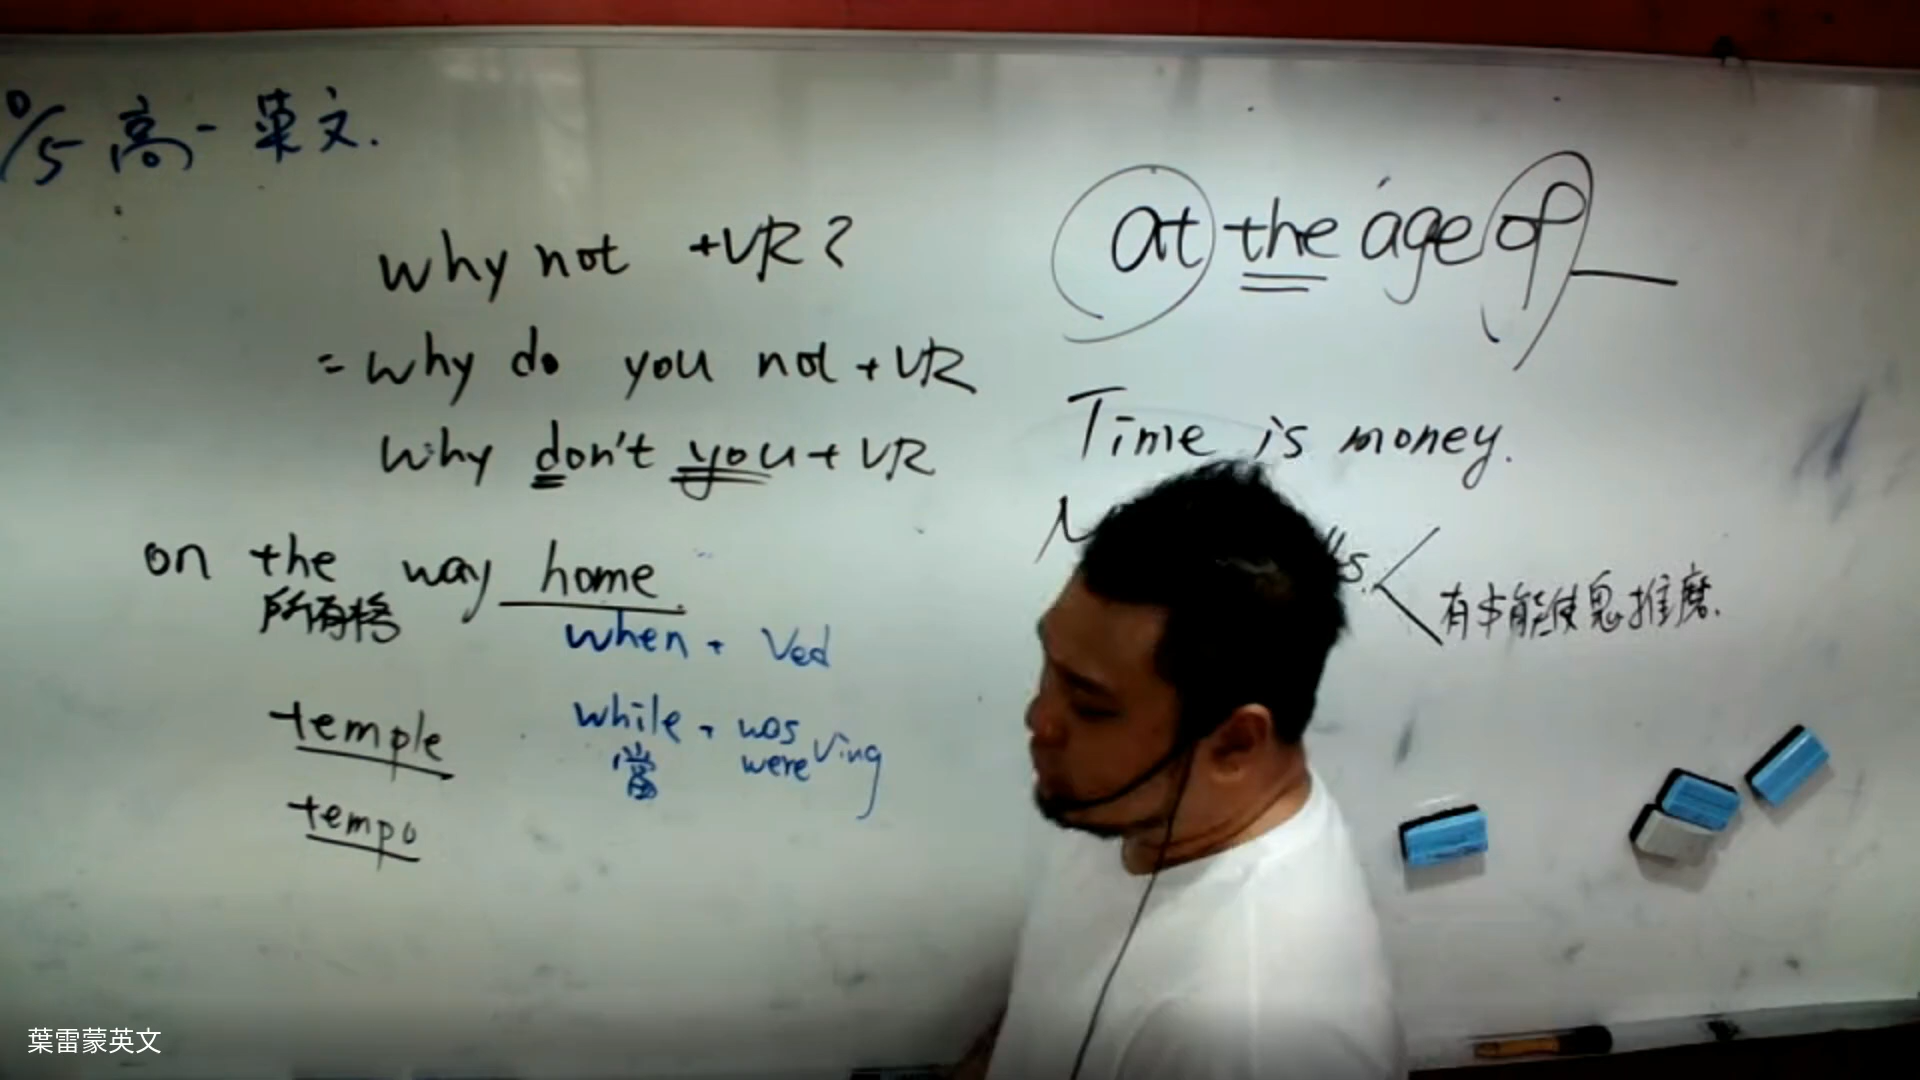 /5 高一 英文.
why not +VR?
= why do you not + VR
why don't you + VR
on the way home
所有格
when + Ved
temple
while + was were Ving
當
tempo
at the age of __
Time is money.
有本能使鬼推磨.
葉雷蒙英文